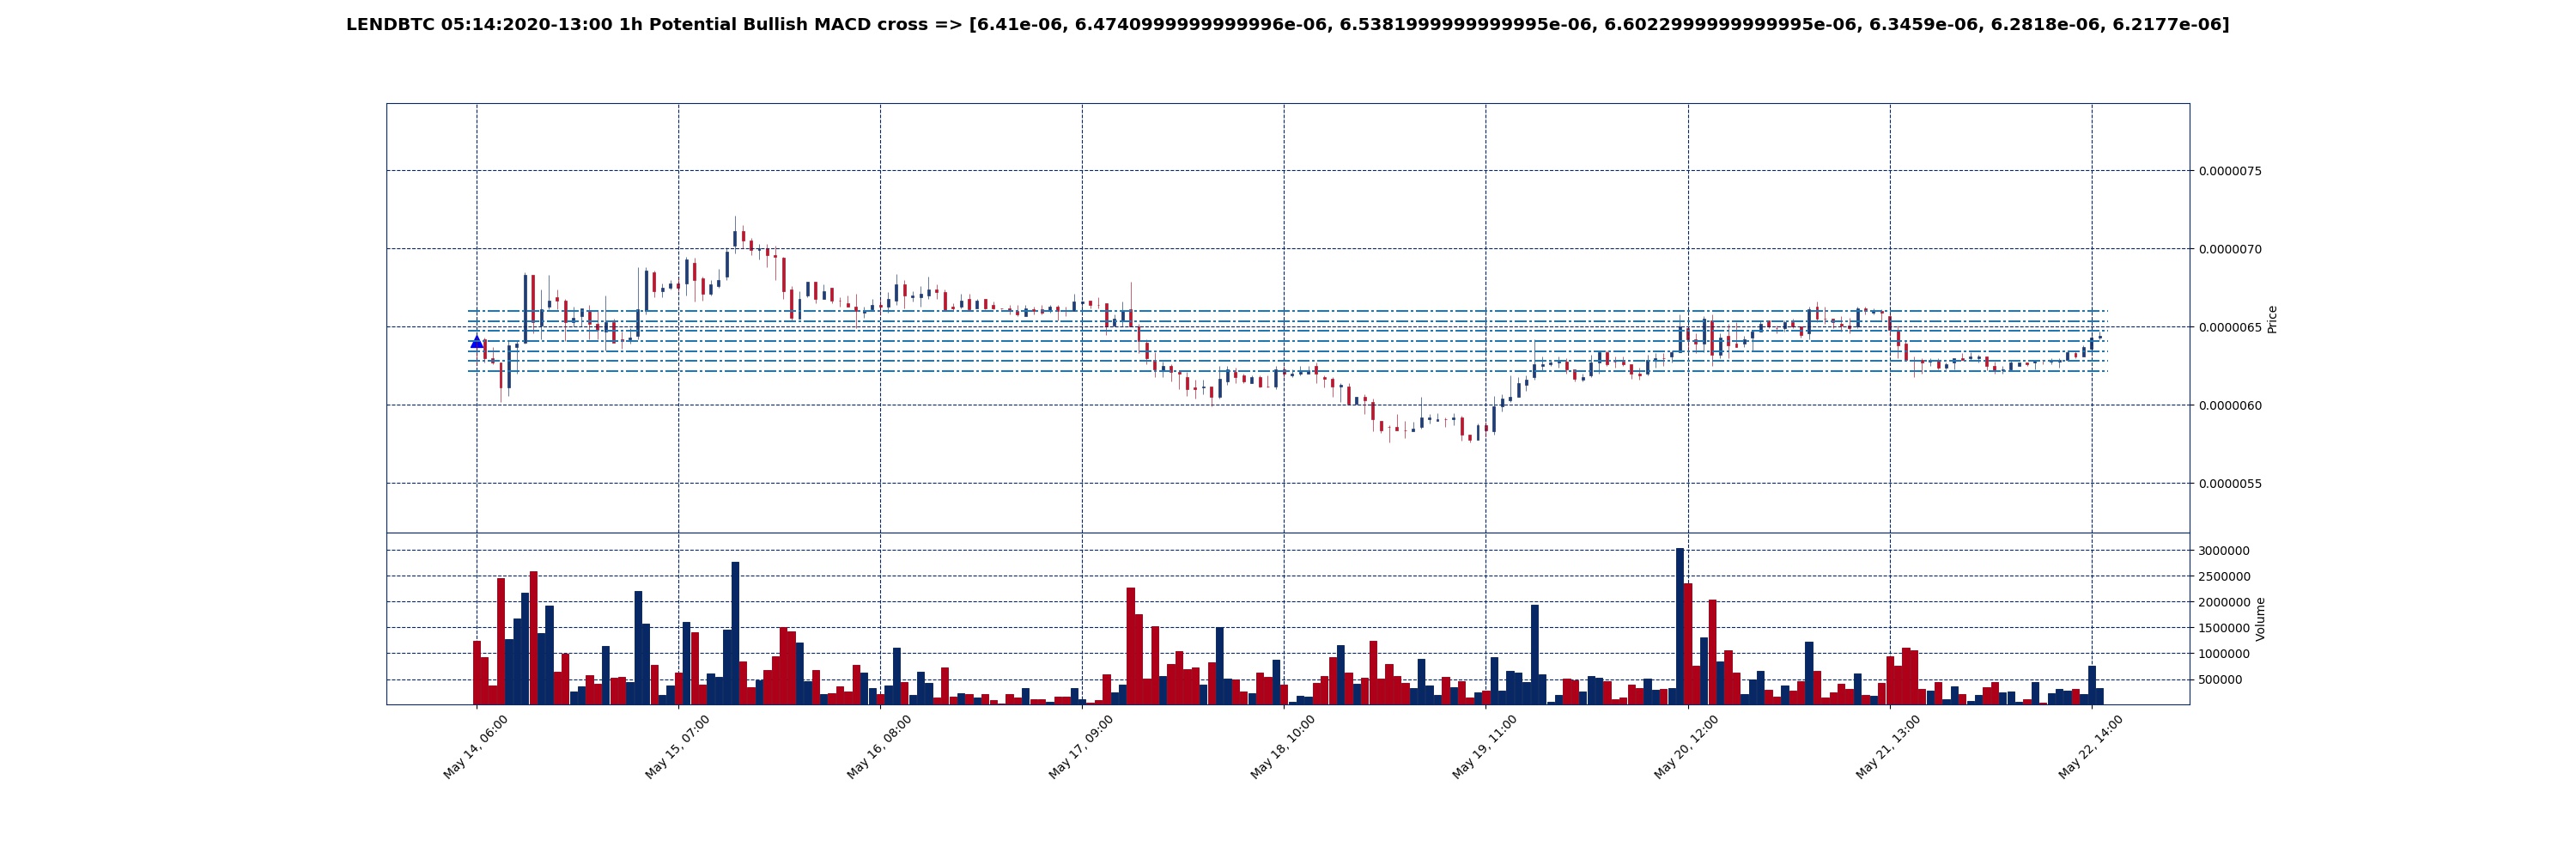 LENDBTC 05:14:2020-13:00 1h Potential Bullish MACD cross => [6.41e-06, 6.4740999999999996e-06, 6.5381999999999995e-06, 6.6022999999999995e-06, 6.3459e-06, 6.2818e-06, 6.2177e-06]
0.0000075
0.0000070
0.0000065
0.0000060
0.0000055
Price
3000000
2500000
2000000
1500000
1000000
500000
Volume
May 14, 06:00
May 15, 07:00
May 16, 08:00
May 17, 09:00
May 18, 10:00
May 19, 11:00
May 20, 12:00
May 21, 13:00
May 22, 14:00